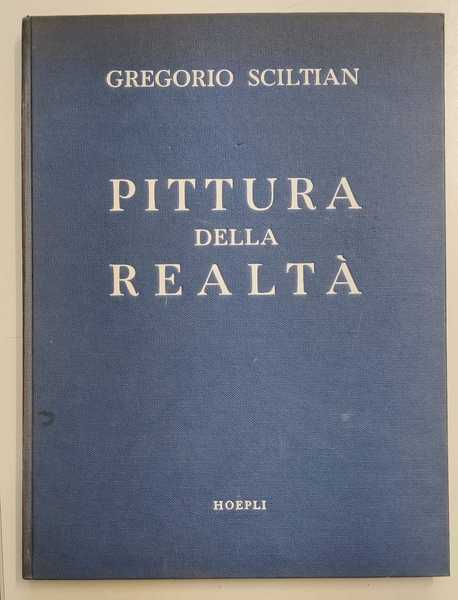 GREGORIO SCILTIAN
PITTURA
DELLA
REALTÀ
HOEPLI